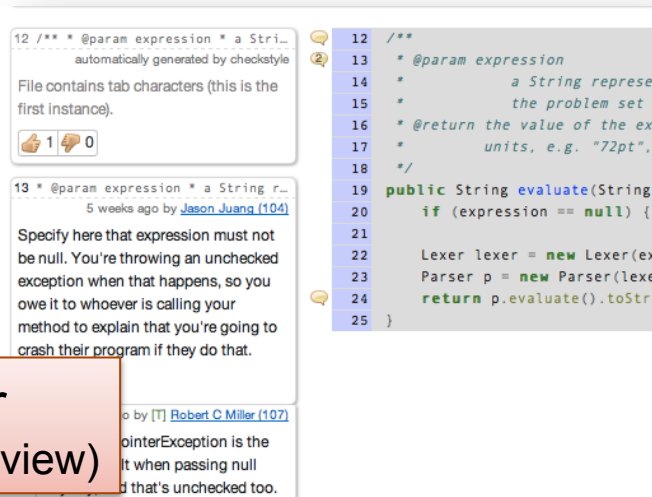 12 /** * @param expression * a Stri…
automatically generated by checkstyle
File contains tab characters (this is the
first instance).
1 0
13 * @param expression * a String r…
5 weeks ago by Jason Juang (104)
Specify here that expression must not
be null. You're throwing an unchecked
exception when that happens, so you
owe it to whoever is calling your
method to explain that you're going to
crash their program if they do that.
o by [T] Robert C Miller (107)
ointerException is the
lt when passing null
d that's unchecked too.
view)
2
12 /**
13 * @param expression
14 * a String represe
15 * the problem set
16 * @return the value of the ex
17 * units, e.g. "72pt",
18 */
19 public String evaluate(String
20 if (expression == null) {
21
22 Lexer lexer = new Lexer(ex
23 Parser p = new Parser(lexe
24 return p.evaluate().toStr
25 }